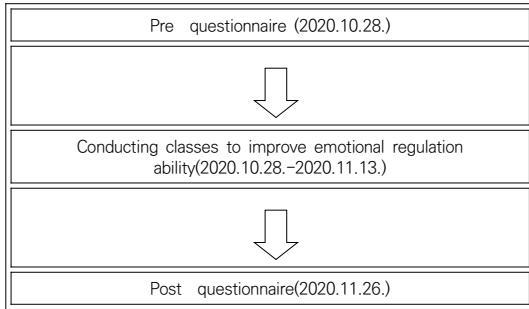 Pre questionnaire (2020.10.28.)
Conducting classes to improve emotional regulation
ability(2020.10.28.-2020.11.13.)
Post questionnaire(2020.11.26.)